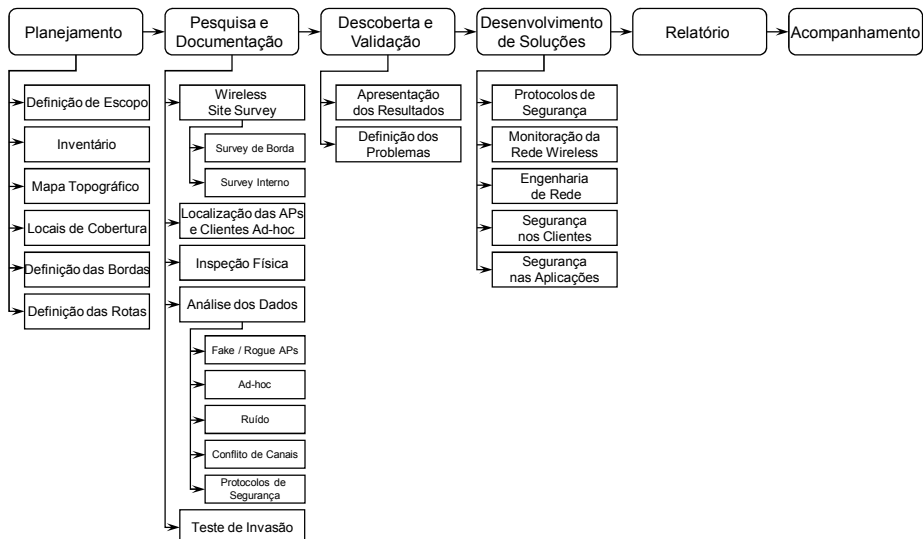 Planejamento
Pesquisa e
Documentação
Descoberta e
Validação
Desenvolvimento
de Soluções
Relatório
Acompanhamento
Definição de Escopo
Inventário
Mapa Topográfico
Locais de Cobertura
Definição das Bordas
Definição das Rotas
Wireless
Site Survey
Survey de Borda
Survey Interno
Localização das APs
e Clientes Ad-hoc
Inspeção Física
Análise dos Dados
Fake / Rogue APs
Ad-hoc
Ruído
Conflito de Canais
Protocolos de
Segurança
Teste de Invasão
Apresentação
dos Resultados
Definição dos
Problemas
Protocolos de
Segurança
Monitoração da
Rede Wireless
Engenharia
de Rede
Segurança
nos Clientes
Segurança
nas Aplicações